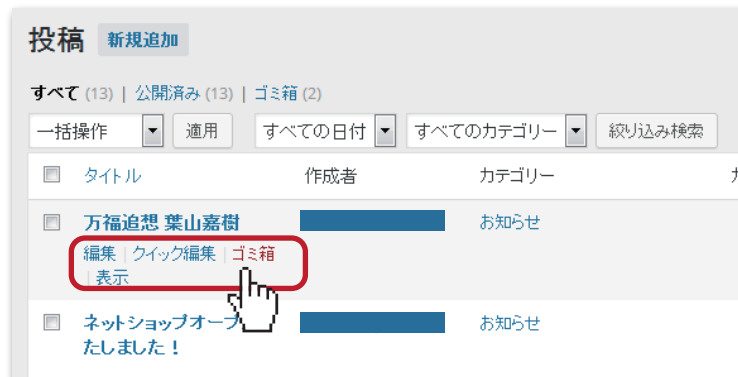 投稿 新規追加
すべて (13) | 公開済み (13) | ゴミ箱 (2)
一括操作 適用 すべての日付 すべてのカテゴリー 絞り込み検索
タイトル 作成者 カテゴリー
万福追想 葉山嘉樹 お知らせ
編集 | クイック編集 | ゴミ箱
| 表示
ネットショップオープ お知らせ
たしました！